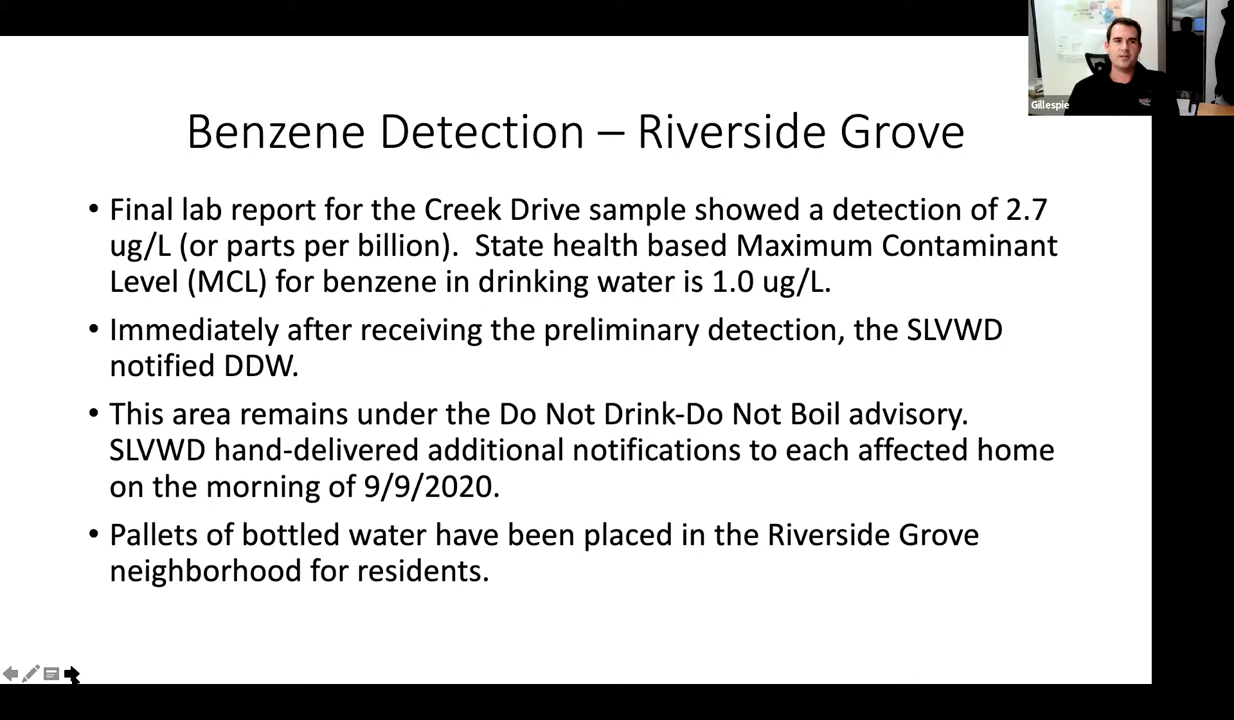 Benzene Detection – Riverside Grove
• Final lab report for the Creek Drive sample showed a detection of 2.7
ug/L (or parts per billion).  State health based Maximum Contaminant
Level (MCL) for benzene in drinking water is 1.0 ug/L.
• Immediately after receiving the preliminary detection, the SLVWD
notified DDW.
• This area remains under the Do Not Drink-Do Not Boil advisory.
SLVWD hand-delivered additional notifications to each affected home
on the morning of 9/9/2020.
• Pallets of bottled water have been placed in the Riverside Grove
neighborhood for residents.
Gillespie